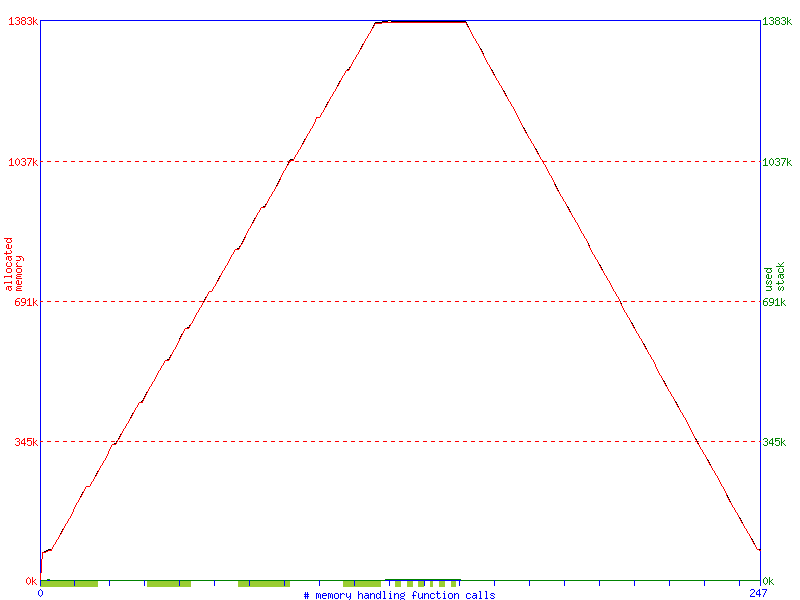 1383k 1383k
1037k 1037k
allocated
memory
used
stack
691k 691k
345k 345k
0k 0k
0 # memory handling function calls 247